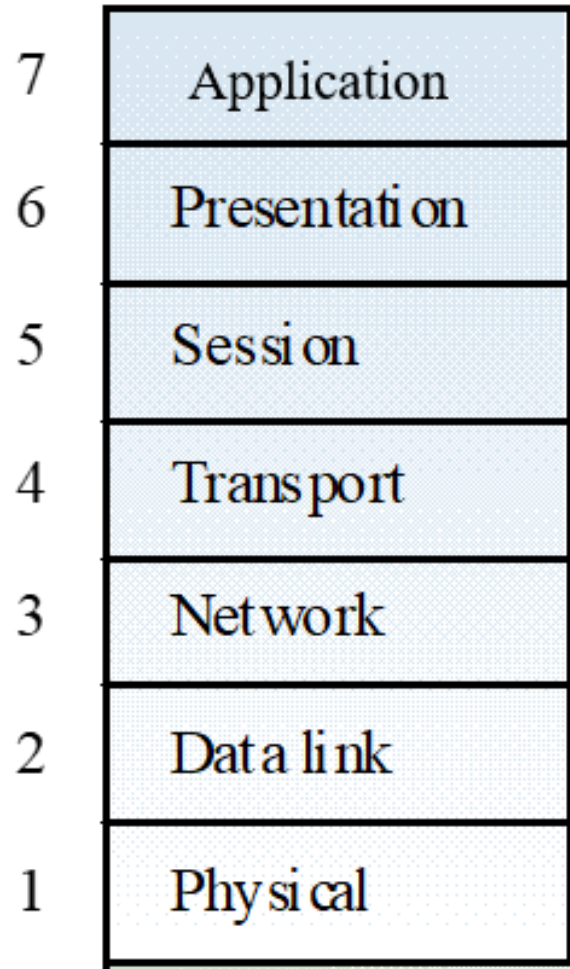 7 Application
6 Presentation
5 Session
4 Transport
3 Network
2 Data link
1 Physical